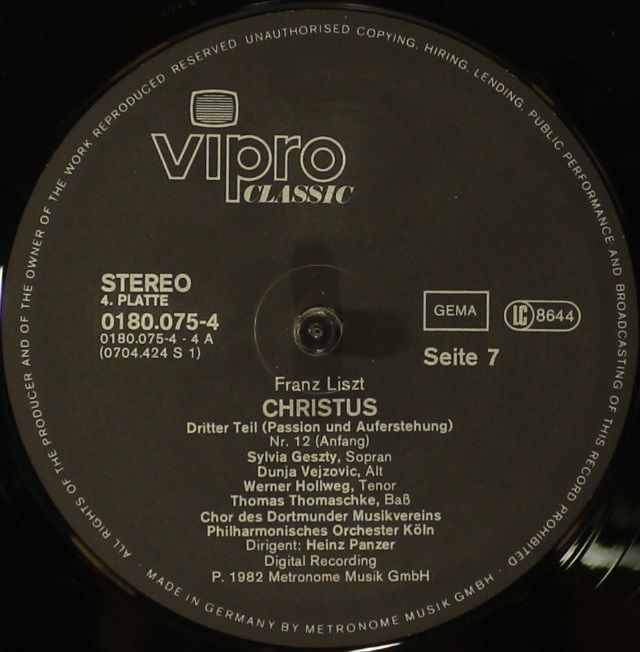 ALL RIGHTS OF THE PRODUCER AND OF THE OWNER OF THE WORK REPRODUCED RESERVED UNAUTHORISED COPYING, HIRING, LENDING, PUBLIC PERFORMANCE AND BROADCASTING OF THIS RECORD PROHIBITED
vipro
CLASSIC
STEREO
4. PLATTE
0180.075-4
0180.075-4 - 4 A
(0704.424 S 1)
GEMA
LC 8644
Seite 7
Franz Liszt
CHRISTUS
Dritter Teil (Passion und Auferstehung)
Nr. 12 (Anfang)
Sylvia Geszty, Sopran
Dunja Vejzovic, Alt
Werner Hollweg, Tenor
Thomas Thomaschke, Baß
Chor des Dortmunder Musikvereins
Philharmonisches Orchester Köln
Dirigent: Heinz Panzer
Digital Recording
P. 1982 Metronome Musik GmbH
· MADE IN GERMANY BY METRONOME MUSIK GMBH ·